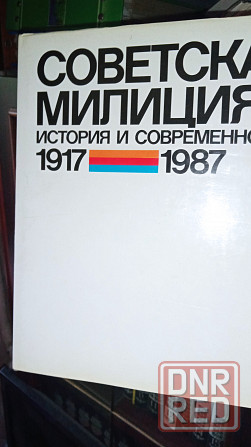 СОВЕТСКА
МИЛИЦИЯ
ИСТОРИЯ И СОВРЕМЕННО
1917 1987
DNR
RED